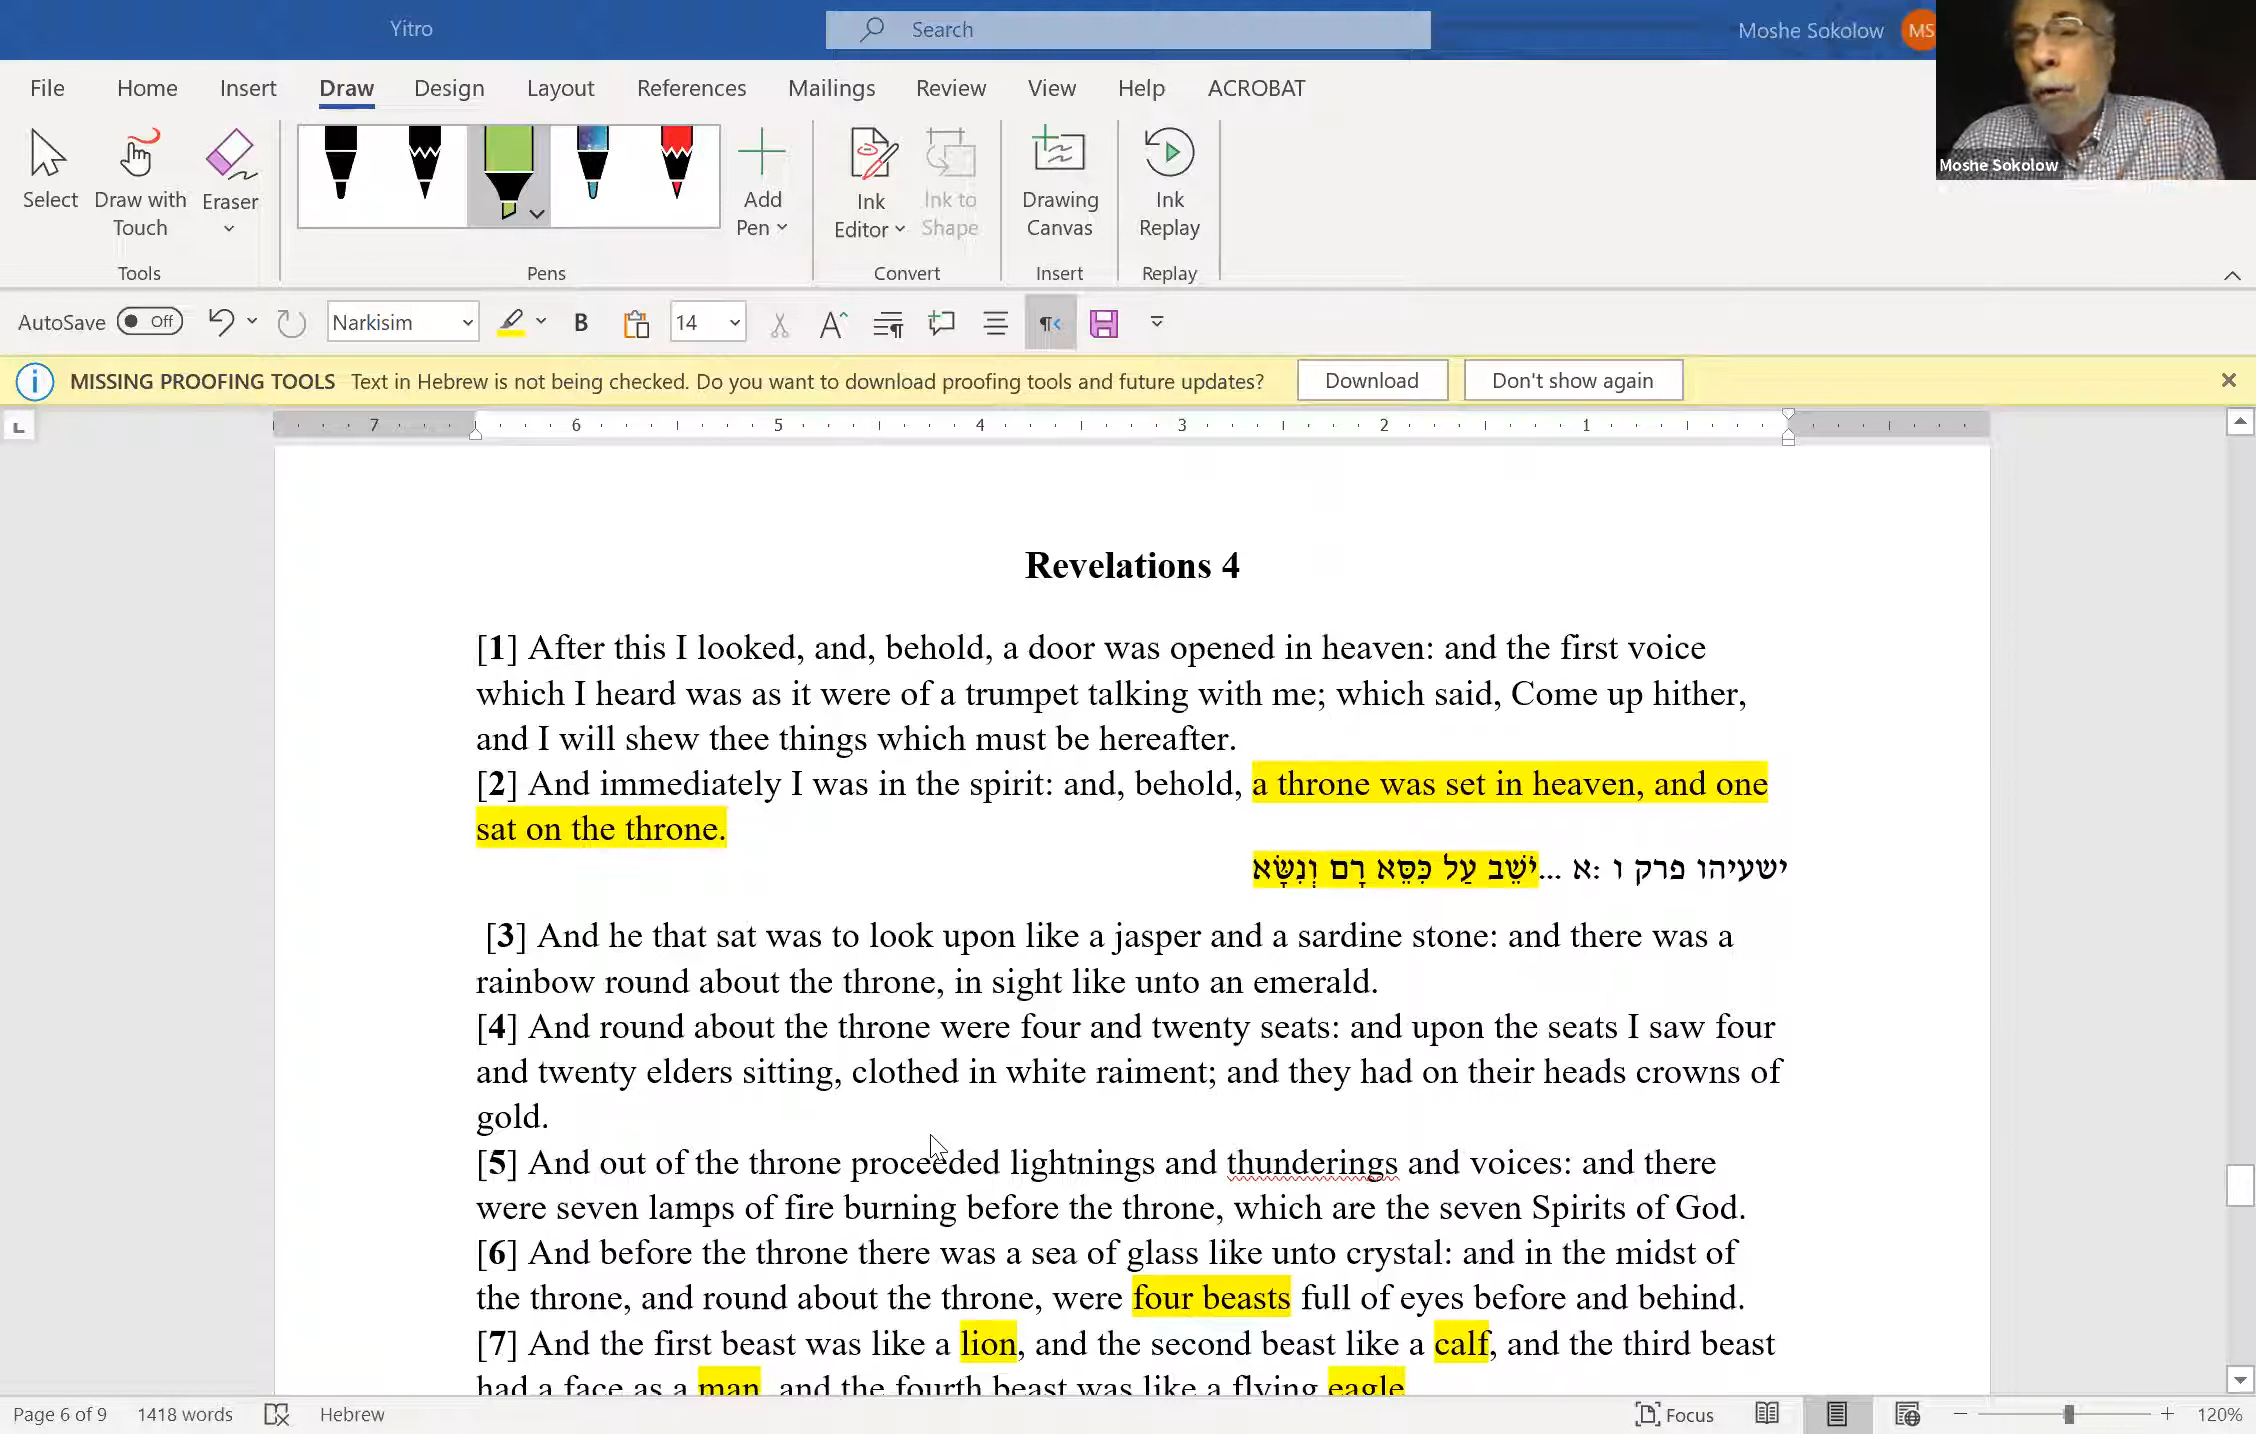 Yitro
Search
Moshe Sokolow MS
File Home Insert Draw Design Layout References Mailings Review View Help ACROBAT
Moshe Sokolow
Select Draw with Touch Eraser Add Pen Ink Editor Ink to Shape Drawing Canvas Ink Replay
Tools Pens Convert Insert Replay
AutoSave Off Narkisim B 14 A
MISSING PROOFING TOOLS Text in Hebrew is not being checked. Do you want to download proofing tools and future updates? Download Don't show again
7 6 5 4 3 2 1
Revelations 4
[1] After this I looked, and, behold, a door was opened in heaven: and the first voice
which I heard was as it were of a trumpet talking with me; which said, Come up hither,
and I will shew thee things which must be hereafter.
[2] And immediately I was in the spirit: and, behold, a throne was set in heaven, and one
sat on the throne.
ישעיהו פרק ו :א ...יֹשֵׁב עַל כִּסֵּא רָם וְנִשָּׂא
[3] And he that sat was to look upon like a jasper and a sardine stone: and there was a
rainbow round about the throne, in sight like unto an emerald.
[4] And round about the throne were four and twenty seats: and upon the seats I saw four
and twenty elders sitting, clothed in white raiment; and they had on their heads crowns of
gold.
[5] And out of the throne proceeded lightnings and thunderings and voices: and there
were seven lamps of fire burning before the throne, which are the seven Spirits of God.
[6] And before the throne there was a sea of glass like unto crystal: and in the midst of
the throne, and round about the throne, were four beasts full of eyes before and behind.
[7] And the first beast was like a lion, and the second beast like a calf, and the third beast
had a face as a man, and the fourth beast was like a flying eagle
Page 6 of 9 1418 words Hebrew Focus 120%